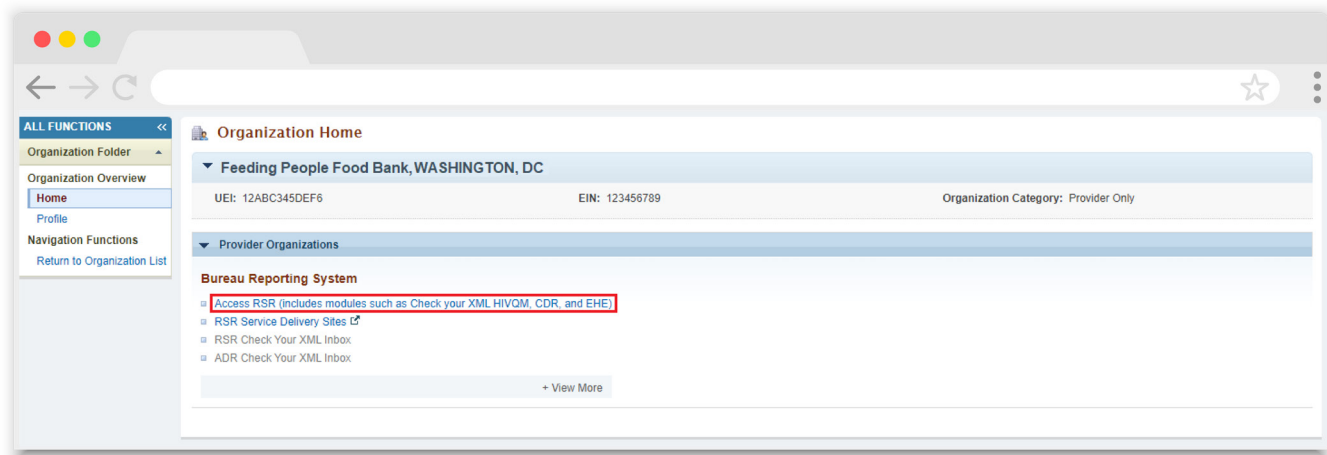 ALL FUNCTIONS «
Organization Folder
Organization Overview
Home
Profile
Navigation Functions
Return to Organization List
Organization Home
Feeding People Food Bank, WASHINGTON, DC
UEI: 12ABC345DEF6 EIN: 123456789 Organization Category: Provider Only
Provider Organizations
Bureau Reporting System
Access RSR (includes modules such as Check your XML HIVQM, CDR, and EHE)
RSR Service Delivery Sites
RSR Check Your XML Inbox
ADR Check Your XML Inbox
+ View More